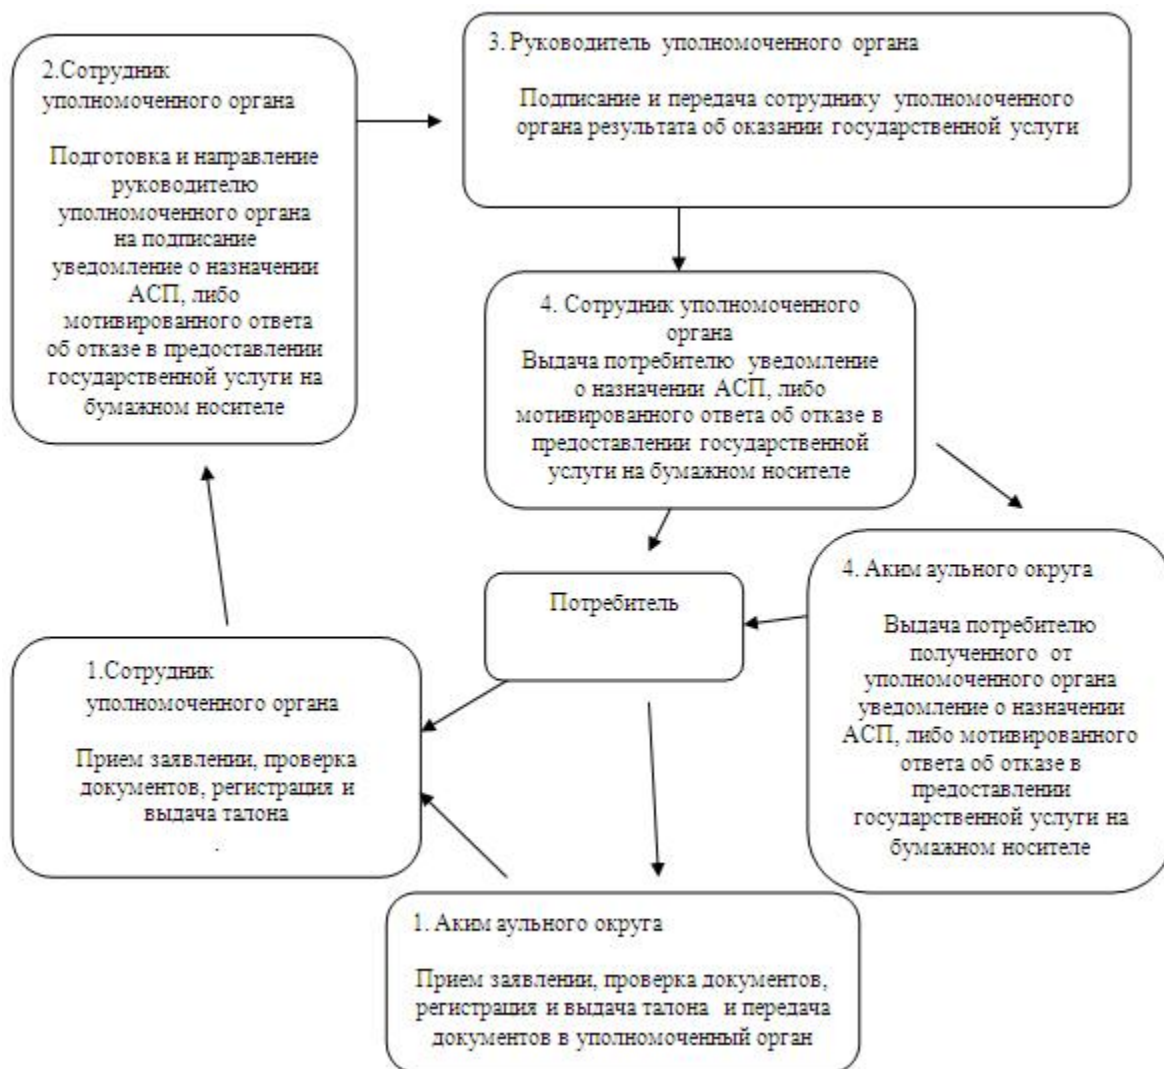 2.Сотрудник
уполномоченного органа
Подготовка и направление
руководителю
уполномоченного органа
на подписание
уведомление о назначении
АСП, либо
мотивированного ответа
об отказе в предоставлении
государственной услуги на
бумажном носителе
3. Руководитель уполномоченного органа
Подписание и передача сотруднику уполномоченного
органа результата об оказании государственной услуги
4. Сотрудник уполномоченного
органа
Выдача потребителю уведомление
о назначении АСП, либо
мотивированного ответа об отказе в
предоставлении государственной
услуги на бумажном носителе
Потребитель
4. Аким аульного округа
Выдача потребителю
полученного от
уполномоченного органа
уведомление о назначении
АСП, либо мотивированного
ответа об отказе в
предоставлении
государственной услуги на
бумажном носителе
1.Сотрудник
уполномоченного органа
Прием заявлении, проверка
документов, регистрация и
выдача талона
.
1. Аким аульного округа
Прием заявлении, проверка документов,
регистрация и выдача талона и передача
документов в уполномоченный орган